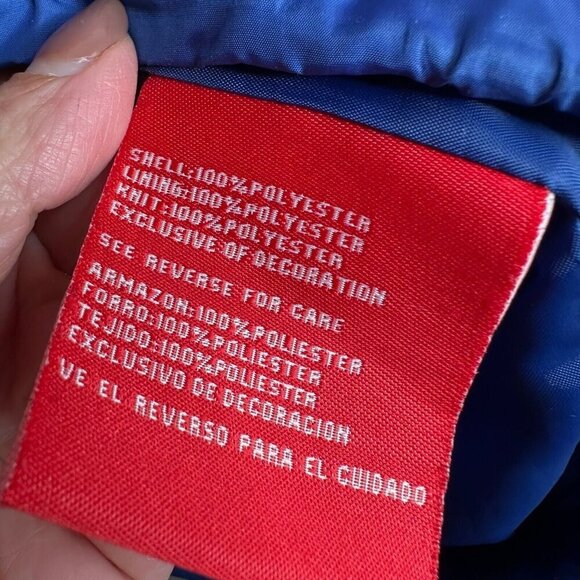 SHELL:100%POLYESTER
LINING:100%POLYESTER
KNIT:100%POLYESTER
EXCLUSIVE OF DECORATION
SEE REVERSE FOR CARE
ARMAZON:100%POLIESTER
FORRO:100%POLIESTER
TEJIDO:100%POLIESTER
EXCLUSIVO DE DECORACION
VE EL REVERSO PARA EL CUIDADO